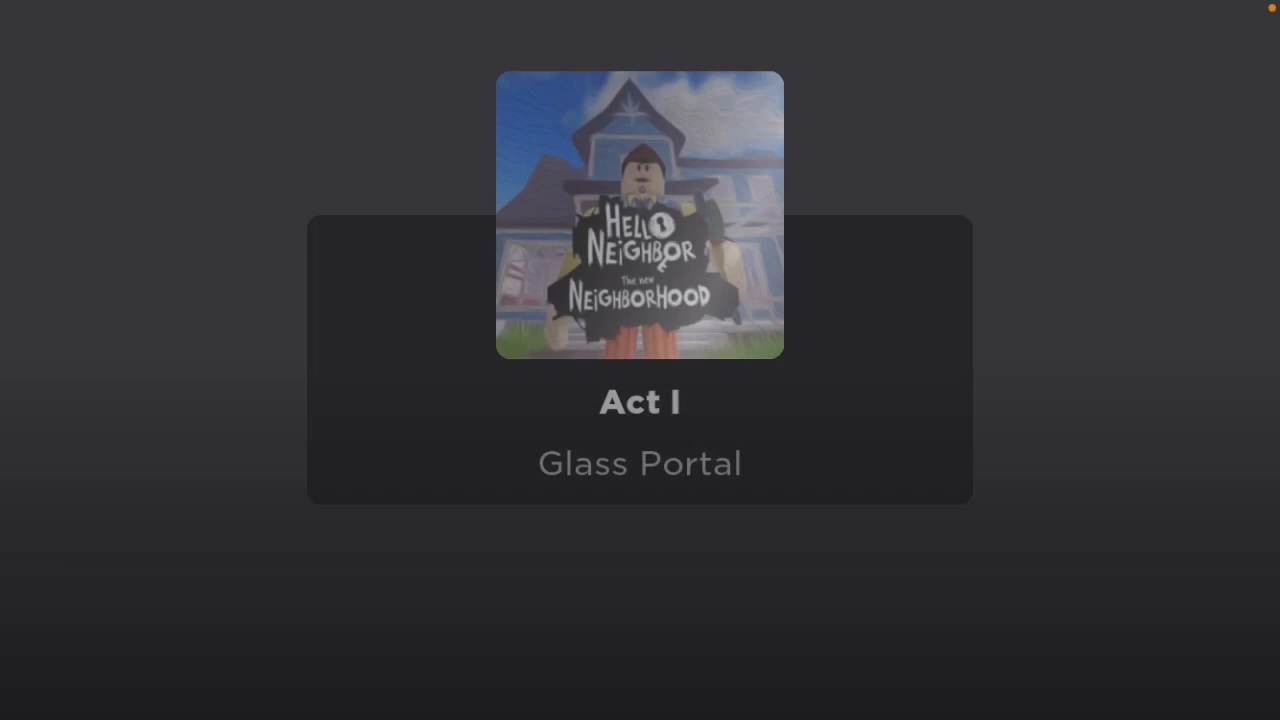 HELLO
NEiGHBOR
The new
NEiGHBORHOOD
Act I
Glass Portal